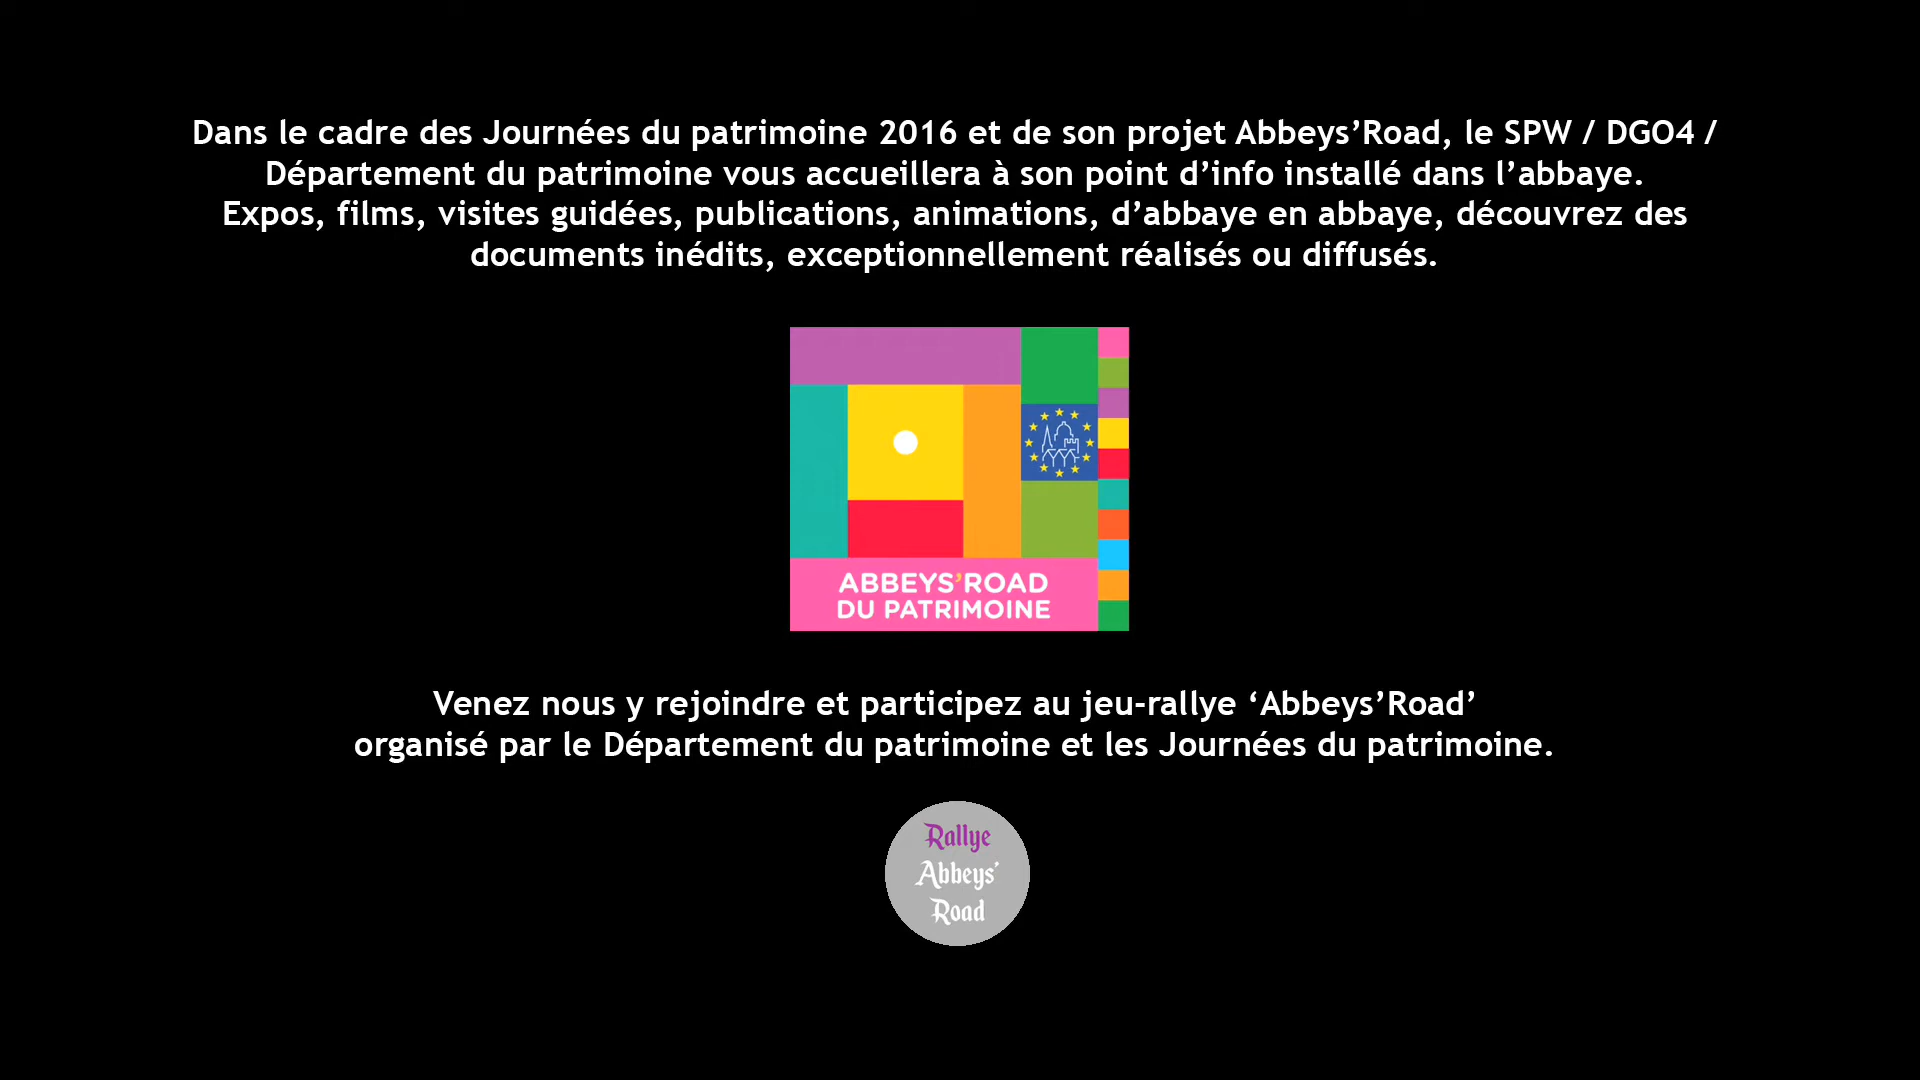 Dans le cadre des Journées du patrimoine 2016 et de son projet Abbeys’Road, le SPW / DGO4 /
Département du patrimoine vous accueillera à son point d’info installé dans l’abbaye.
Expos, films, visites guidées, publications, animations, d’abbaye en abbaye, découvrez des
documents inédits, exceptionnellement réalisés ou diffusés.
ABBEYS’ROAD
DU PATRIMOINE
Venez nous y rejoindre et participez au jeu-rallye ‘Abbeys’Road’
organisé par le Département du patrimoine et les Journées du patrimoine.
Rallye
Abbeys’
Road